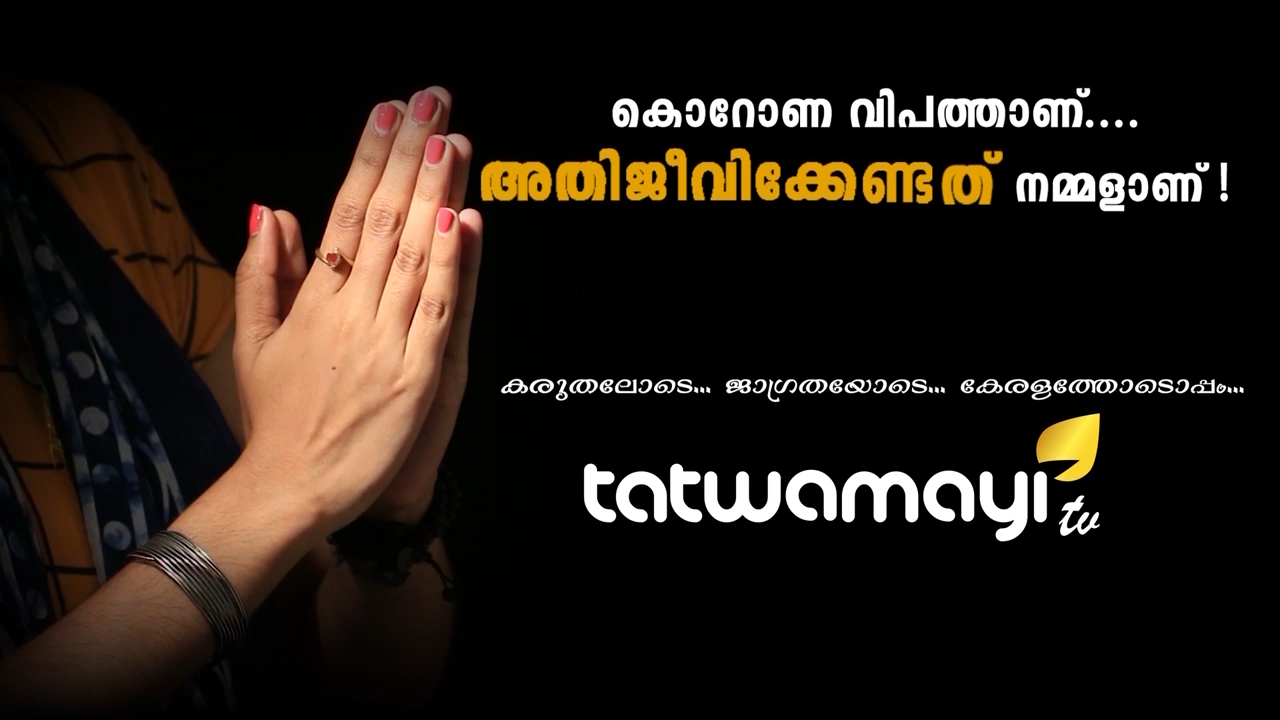 കൊറോണ വിപത്താണ്....
അതിജീവിക്കേണ്ടത് നമ്മളാണ് !
കരുതലോടെ... ജാഗ്രതയോടെ... കേരളത്തോടൊപ്പം...
tatwamayi
tv